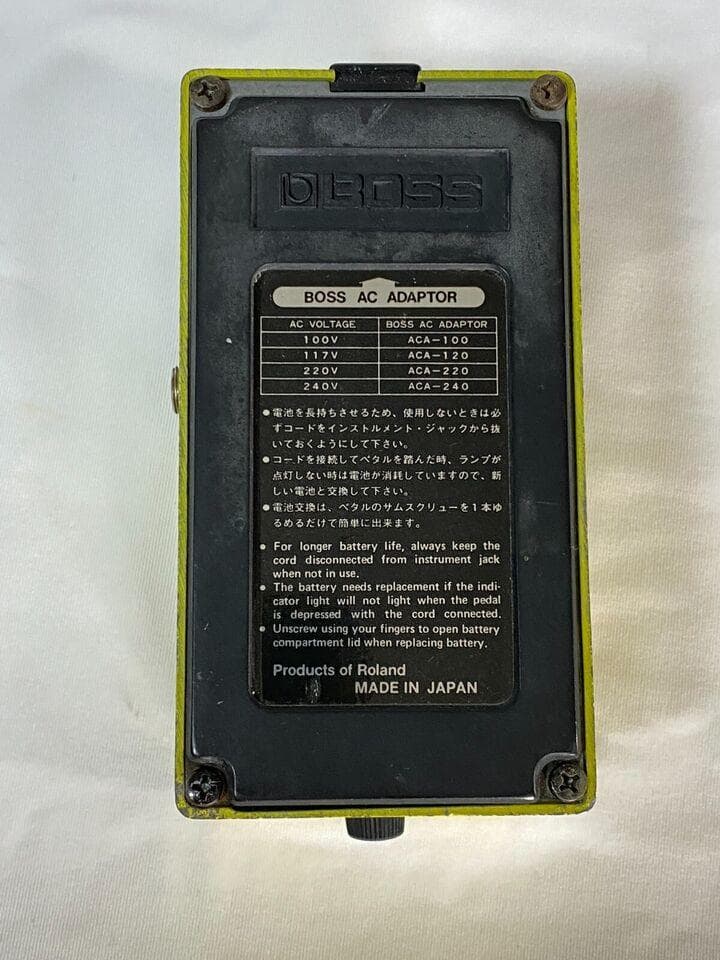 BOSS
BOSS AC ADAPTOR
AC VOLTAGE BOSS AC ADAPTOR
100V ACA-100
117V ACA-120
220V ACA-220
240V ACA-240
●電池を長持ちさせるため、使用しないときは必
ずコードをインストルメント・ジャックから抜
いておくようにして下さい。
●コードを接続してペタルを踏んだ時、ランプが
点灯しない時は電池が消耗していますので、新
しい電池と交換して下さい。
●電池交換は、ペタルのサムスクリューを1本ゆ
るめるだけで簡単に出来ます。
● For longer battery life, always keep the
cord disconnected from instrument jack
when not in use.
● The battery needs replacement if the indi-
cator light will not light when the pedal
is depressed with the cord connected.
● Unscrew using your fingers to open battery
compartment lid when replacing battery.
Products of Roland
MADE IN JAPAN